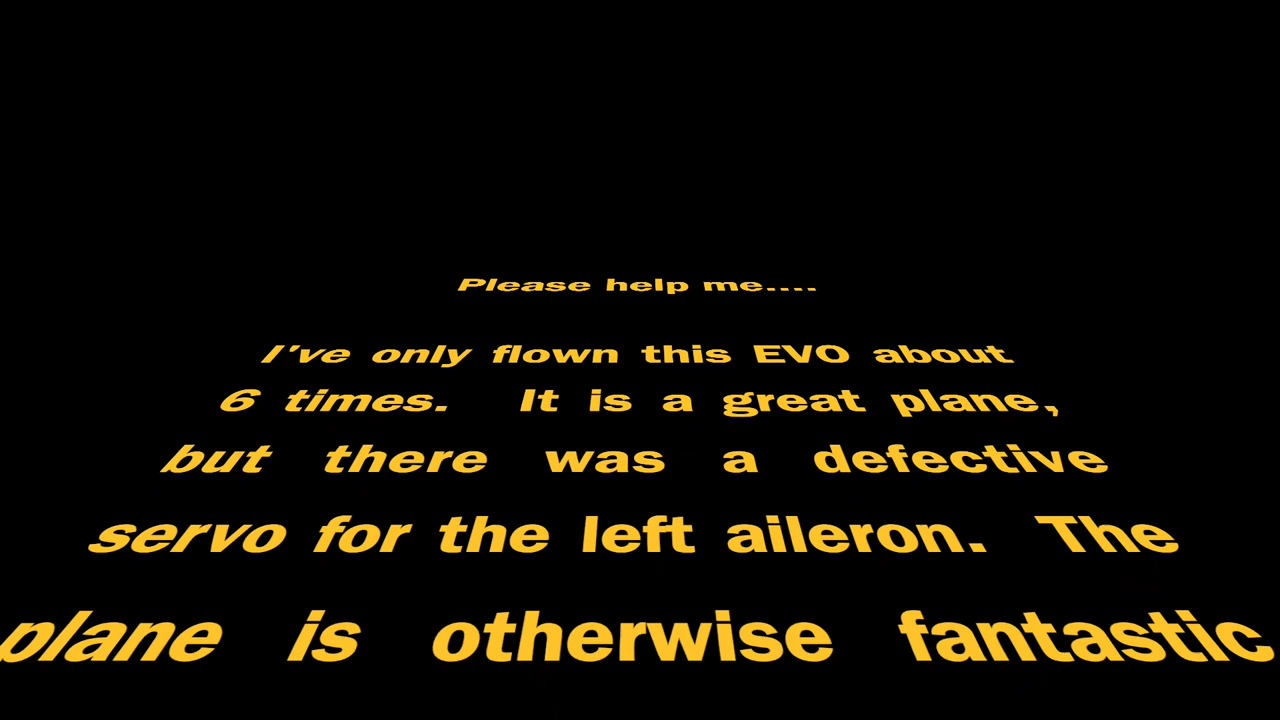 Please help me....
I've only flown this EVO about
6 times. It is a great plane,
but there was a defective
servo for the left aileron. The
plane is otherwise fantastic